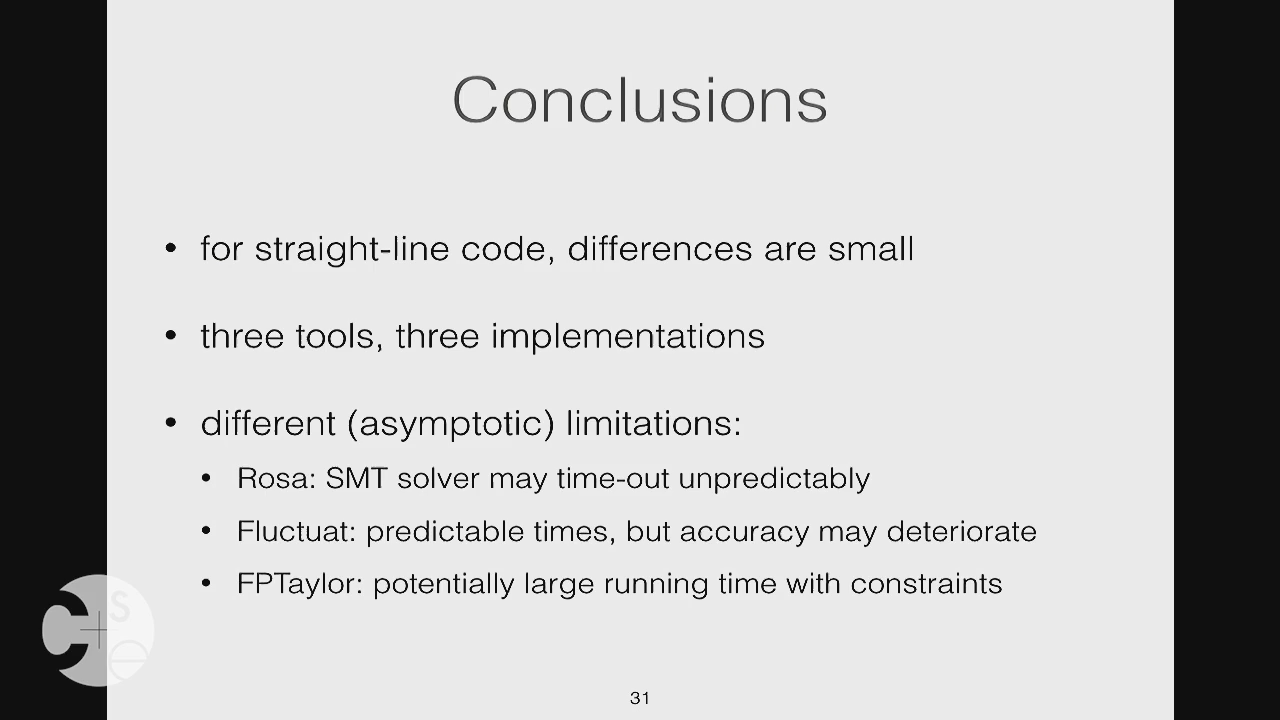 Conclusions
• for straight-line code, differences are small
• three tools, three implementations
• different (asymptotic) limitations:
• Rosa: SMT solver may time-out unpredictably
• Fluctuat: predictable times, but accuracy may deteriorate
• FPTaylor: potentially large running time with constraints
C+se
31